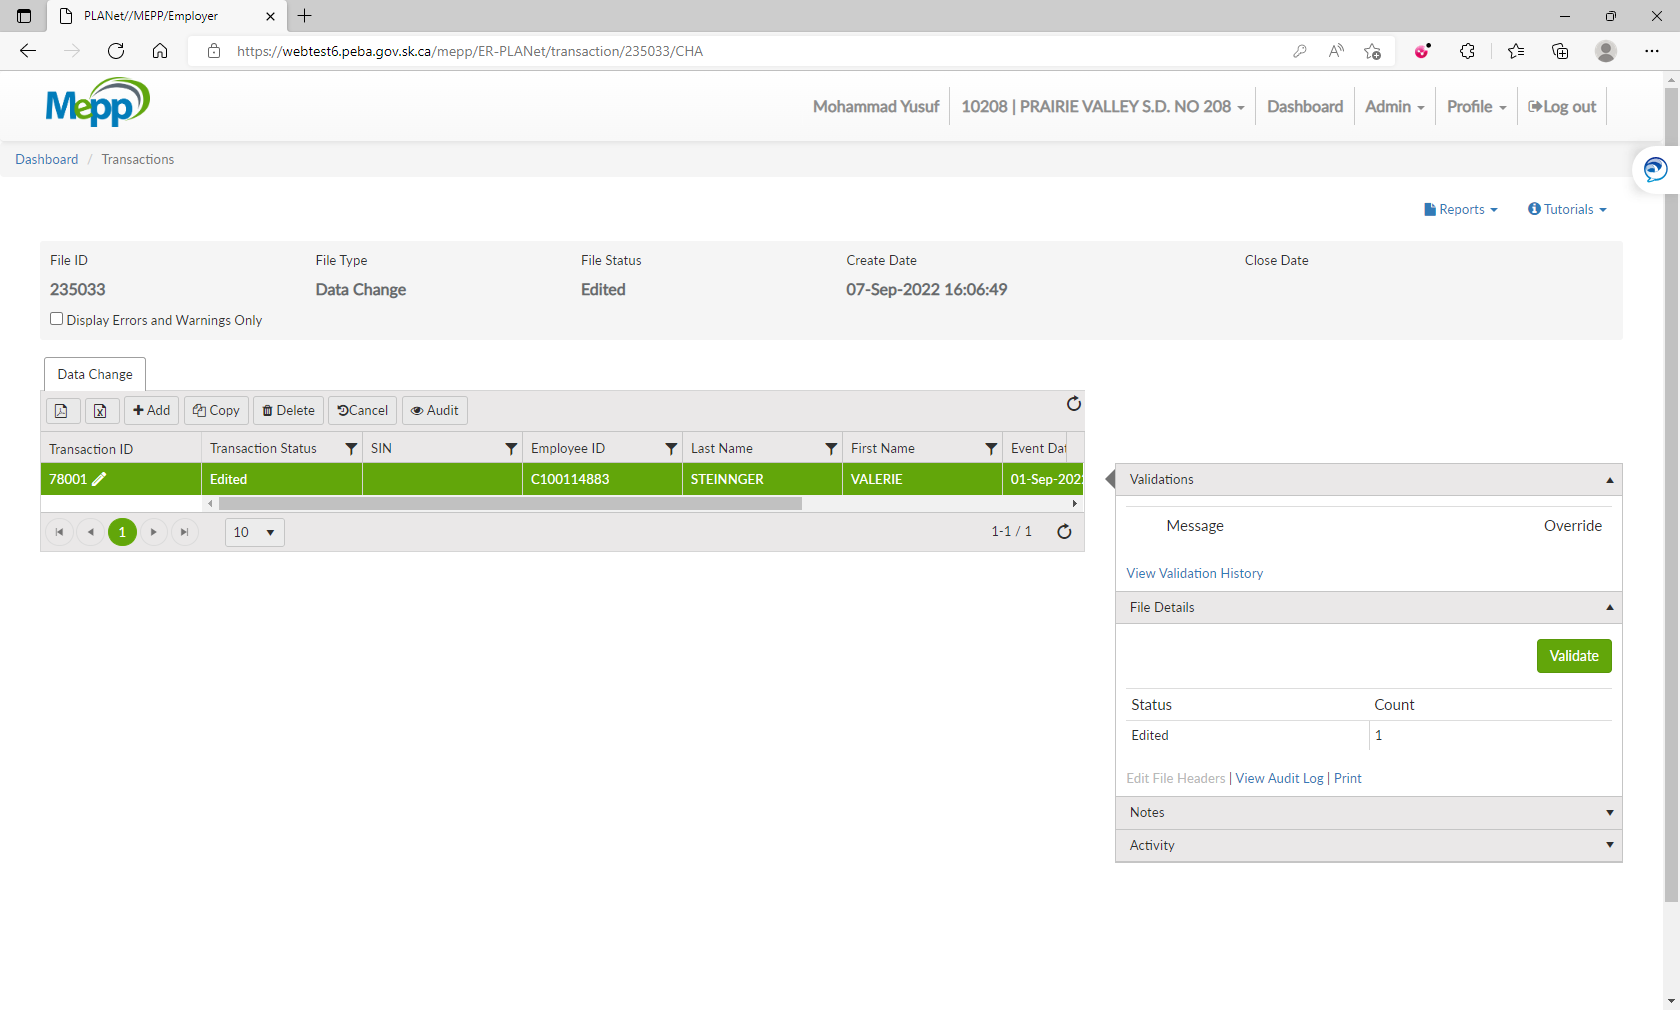 PLANet//MEPP/Employer
https://webtest6.peba.gov.sk.ca/mepp/ER-PLANet/transaction/235033/CHA
Mepp
Mohammad Yusuf
10208 | PRAIRIE VALLEY S.D. NO 208
Dashboard
Admin
Profile
Log out
Dashboard / Transactions
Reports
Tutorials
File ID
File Type
File Status
Create Date
Close Date
235033
Data Change
Edited
07-Sep-2022 16:06:49
Display Errors and Warnings Only
Data Change
Add
Copy
Delete
Cancel
Audit
Transaction ID
Transaction Status
SIN
Employee ID
Last Name
First Name
Event Dat
78001
Edited
C100114883
STEINNGER
VALERIE
01-Sep-202
1
10
1-1 / 1
Validations
Message
Override
View Validation History
File Details
Validate
Status
Count
Edited
1
Edit File Headers | View Audit Log | Print
Notes
Activity